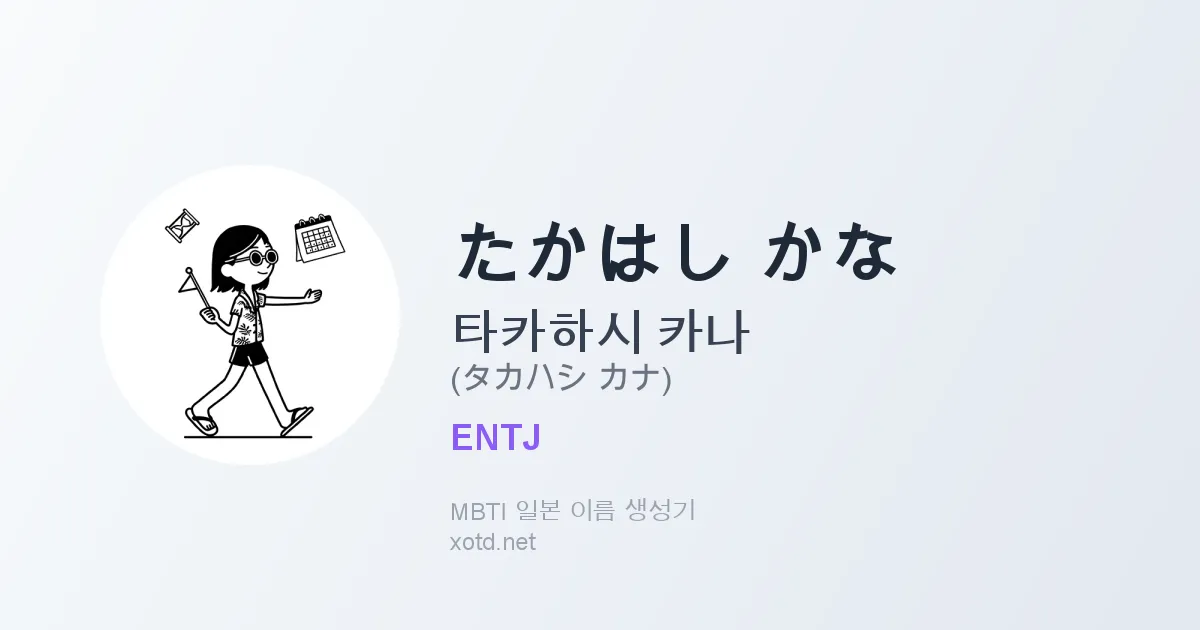 たかはし かな
타카하시 카나
(タカハシ カナ)
ENTJ
MBTI 일본 이름 생성기
xotd.net